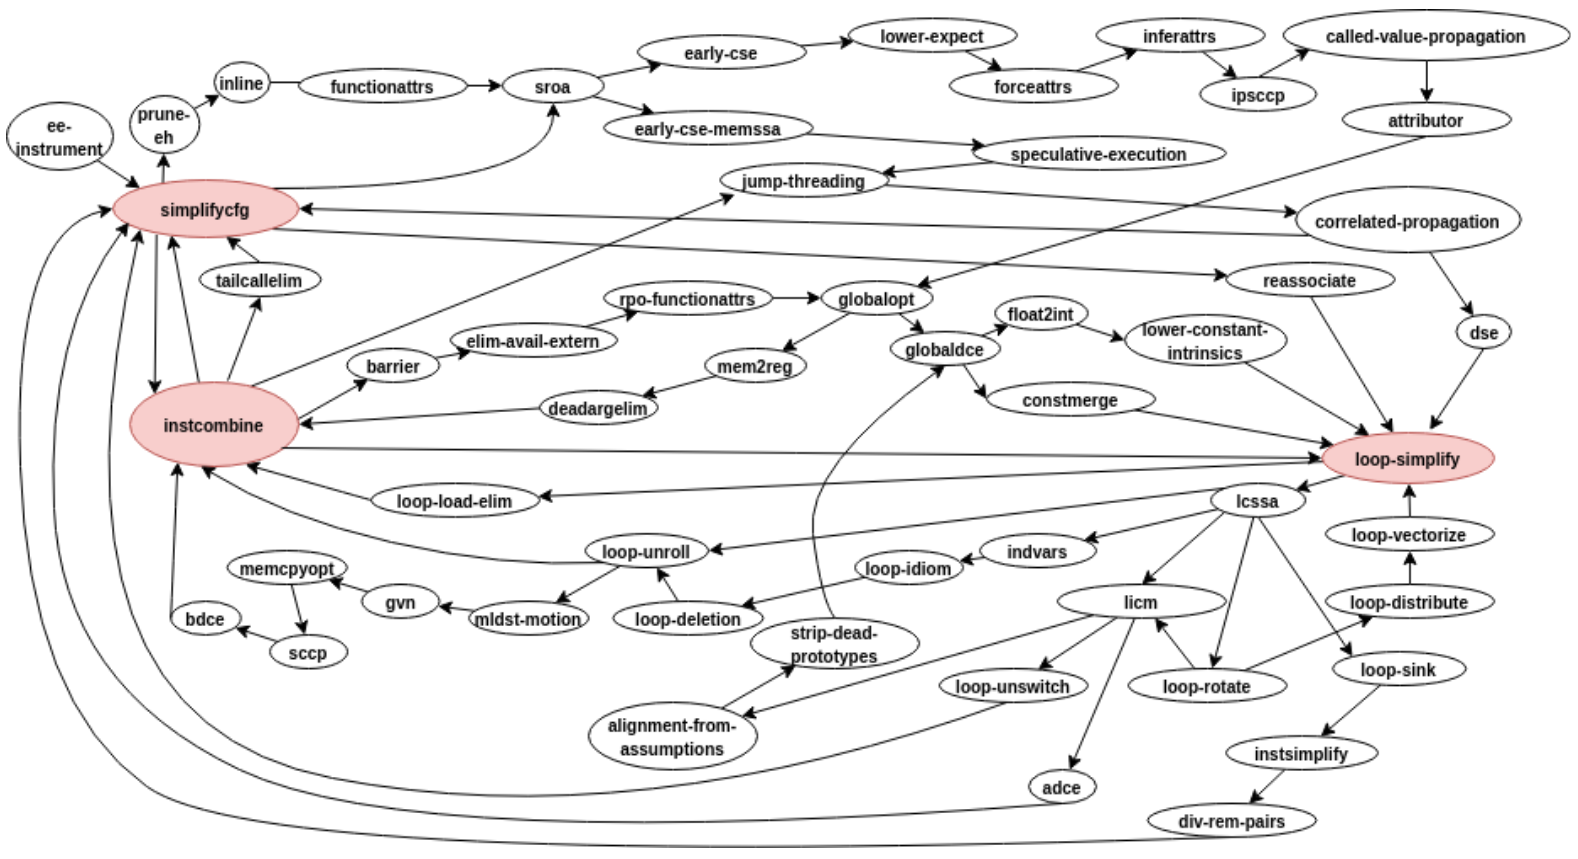 lower-expect
inferattrs
called-value-propagation
early-cse
inline
functionattrs
sroa
forceattrs
ipsccp
prune-
eh
ee-
instrument
early-cse-memssa
attributor
speculative-execution
jump-threading
simplifycfg
correlated-propagation
tailcallelim
reassociate
rpo-functionattrs
globalopt
float2int
lower-constant-
intrinsics
dse
elim-avail-extern
globaldce
barrier
mem2reg
constmerge
deadargelim
instcombine
loop-simplify
loop-load-elim
lcssa
loop-vectorize
loop-unroll
indvars
memcpyopt
loop-idiom
gvn
licm
loop-distribute
bdce
mldst-motion
loop-deletion
strip-dead-
prototypes
sccp
loop-sink
loop-unswitch
loop-rotate
alignment-from-
assumptions
instsimplify
adce
div-rem-pairs